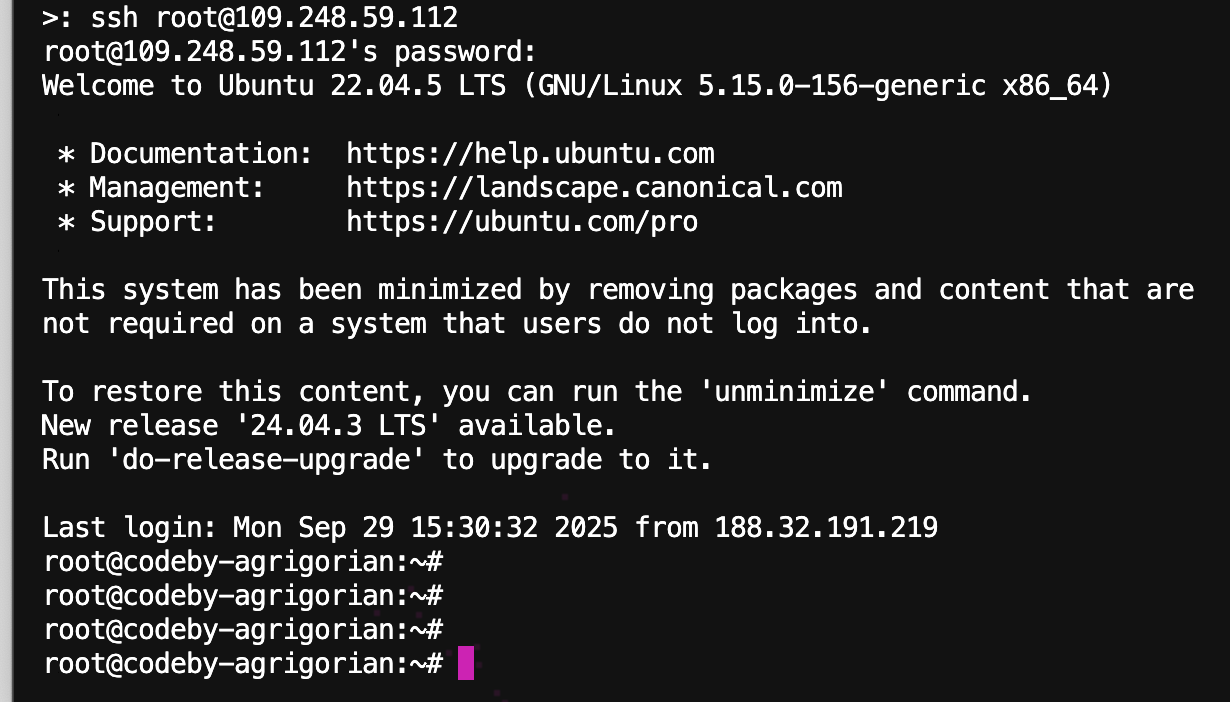 >: ssh root@109.248.59.112
root@109.248.59.112's password:
Welcome to Ubuntu 22.04.5 LTS (GNU/Linux 5.15.0-156-generic x86_64)
* Documentation:  https://help.ubuntu.com
* Management:     https://landscape.canonical.com
* Support:        https://ubuntu.com/pro
This system has been minimized by removing packages and content that are
not required on a system that users do not log into.
To restore this content, you can run the 'unminimize' command.
New release '24.04.3 LTS' available.
Run 'do-release-upgrade' to upgrade to it.
Last login: Mon Sep 29 15:30:32 2025 from 188.32.191.219
root@codeby-agrigorian:~#
root@codeby-agrigorian:~#
root@codeby-agrigorian:~#
root@codeby-agrigorian:~#